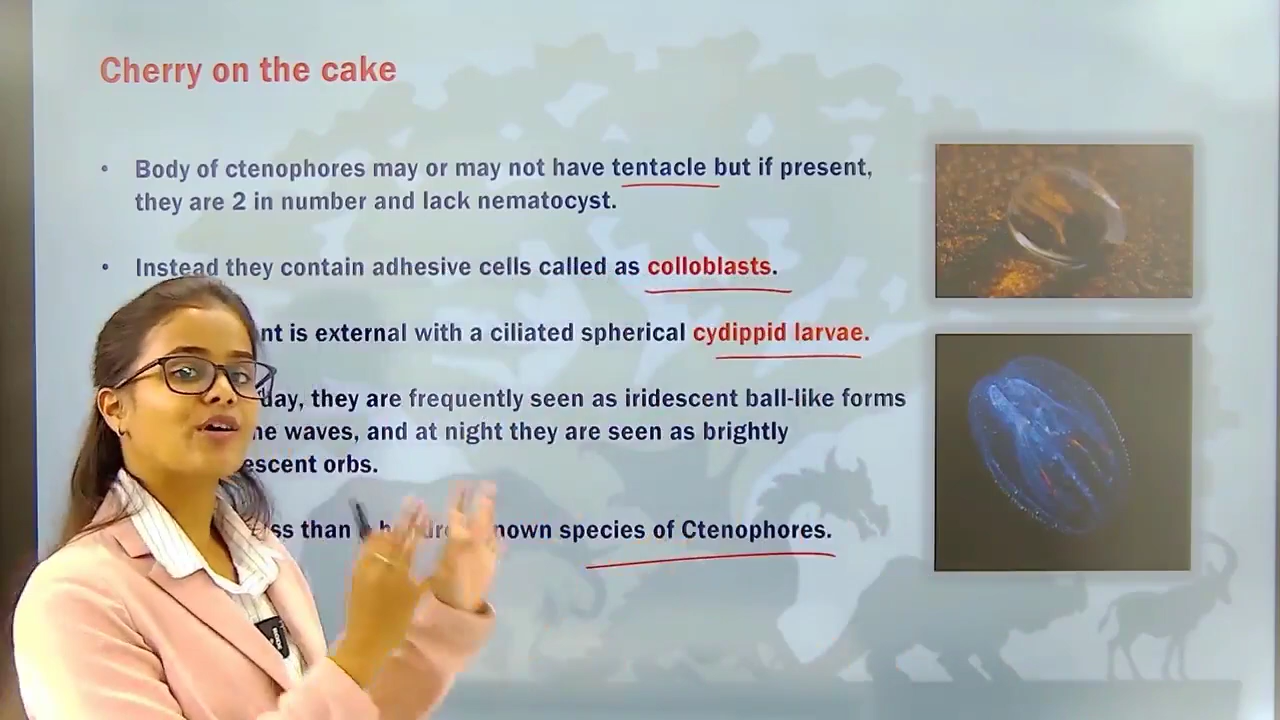 Cherry on the cake
• Body of ctenophores may or may not have tentacle but if present,
they are 2 in number and lack nematocyst.
• Instead they contain adhesive cells called as colloblasts.
nt is external with a ciliated spherical cydippid larvae.
day, they are frequently seen as iridescent ball-like forms
he waves, and at night they are seen as brightly
escent orbs.
ss than known species of Ctenophores.